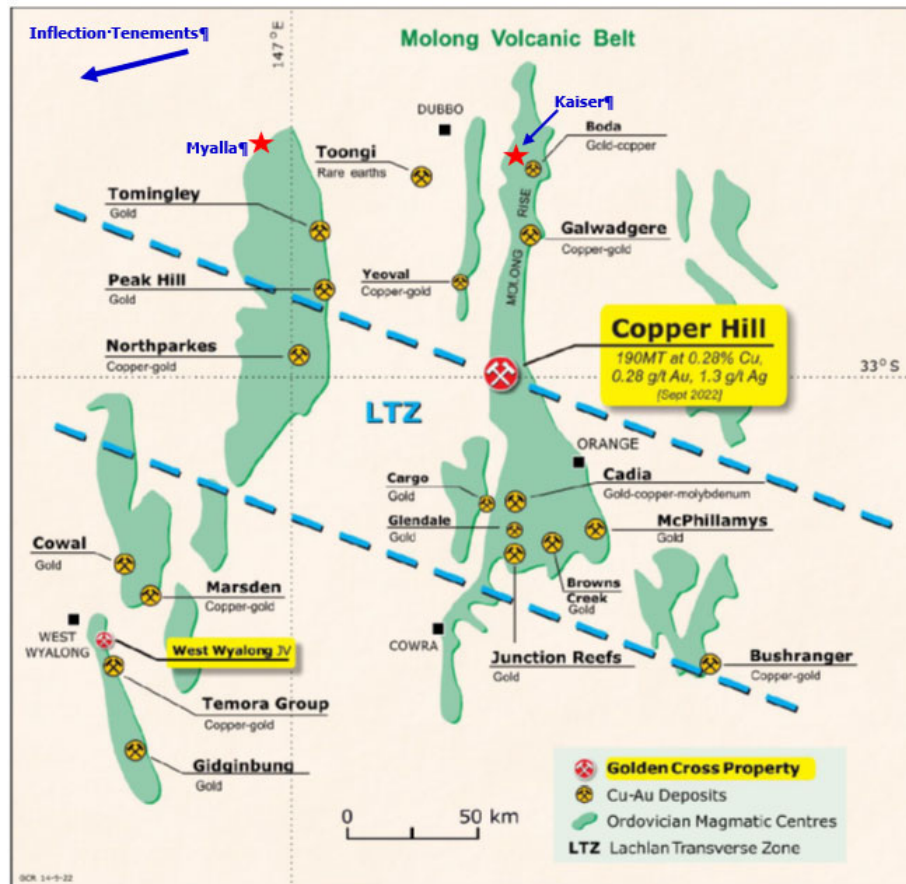 Inflection·Tenements¶
147° E
Molong Volcanic Belt
Kaiser¶
DUBBO
Boda
Gold-copper
Myalla¶
Toongi
Rare earths
Tomingley
Gold
MOLONG RISE
Galwadgere
Copper-gold
Peak Hill
Gold
Yeoval
Copper-gold
Copper Hill
190MT at 0.28% Cu,
0.28 g/t Au, 1.3 g/t Ag
[Sept 2022]
Northparkes
Copper-gold
33° S
LTZ
ORANGE
Cargo
Gold
Cadia
Gold-copper-molybdenum
Glendale
Gold
McPhillamys
Gold
Cowal
Gold
Browns
Creek
Gold
Marsden
Copper-gold
WEST
WYALONG
West Wyalong JV
COWRA
Junction Reefs
Gold
Bushranger
Copper-gold
Temora Group
Copper-gold
Gidginbung
Gold
0 50 km
Golden Cross Property
Cu-Au Deposits
Ordovician Magmatic Centres
LTZ Lachlan Transverse Zone
GCR 14-9-22